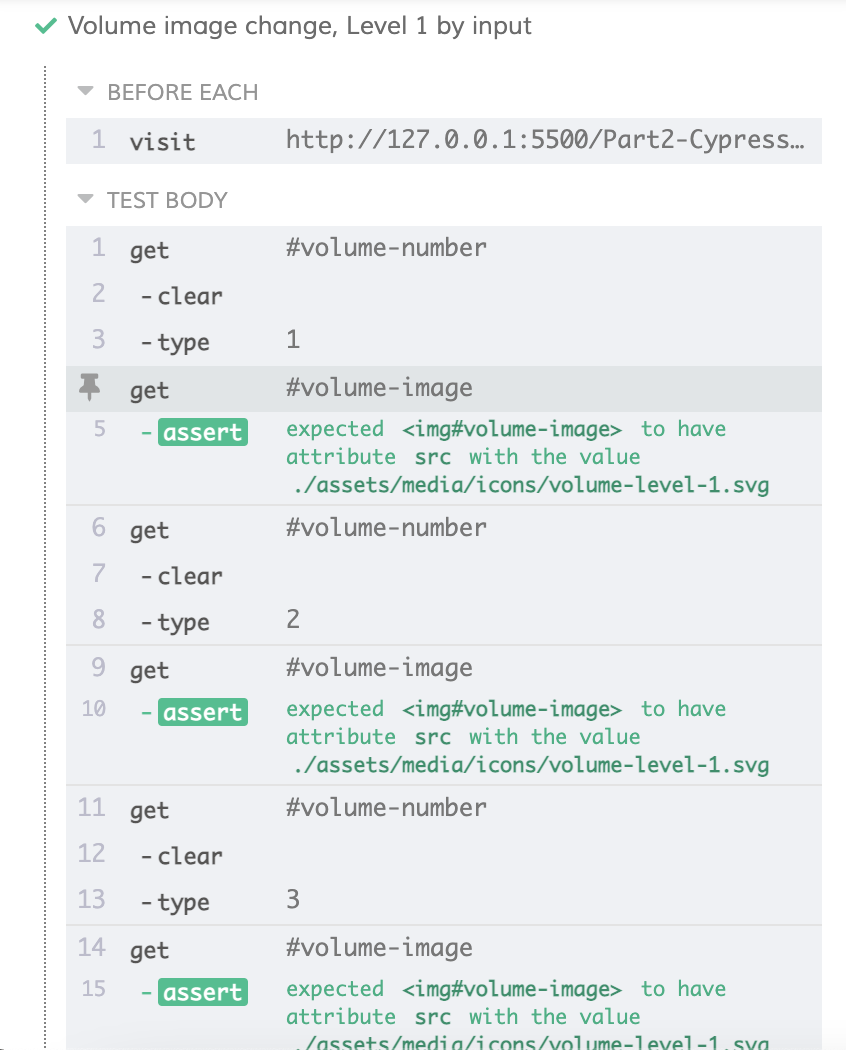 Volume image change, Level 1 by input
BEFORE EACH
1 visit http://127.0.0.1:5500/Part2-Cypress…
TEST BODY
1 get #volume-number
2 -clear
3 -type 1
get #volume-image
5 -assert expected <img#volume-image> to have
attribute src with the value
./assets/media/icons/volume-level-1.svg
6 get #volume-number
7 -clear
8 -type 2
9 get #volume-image
10 -assert expected <img#volume-image> to have
attribute src with the value
./assets/media/icons/volume-level-1.svg
11 get #volume-number
12 -clear
13 -type 3
14 get #volume-image
15 -assert expected <img#volume-image> to have
attribute src with the value
./assets/media/icons/volume-level-1.svg